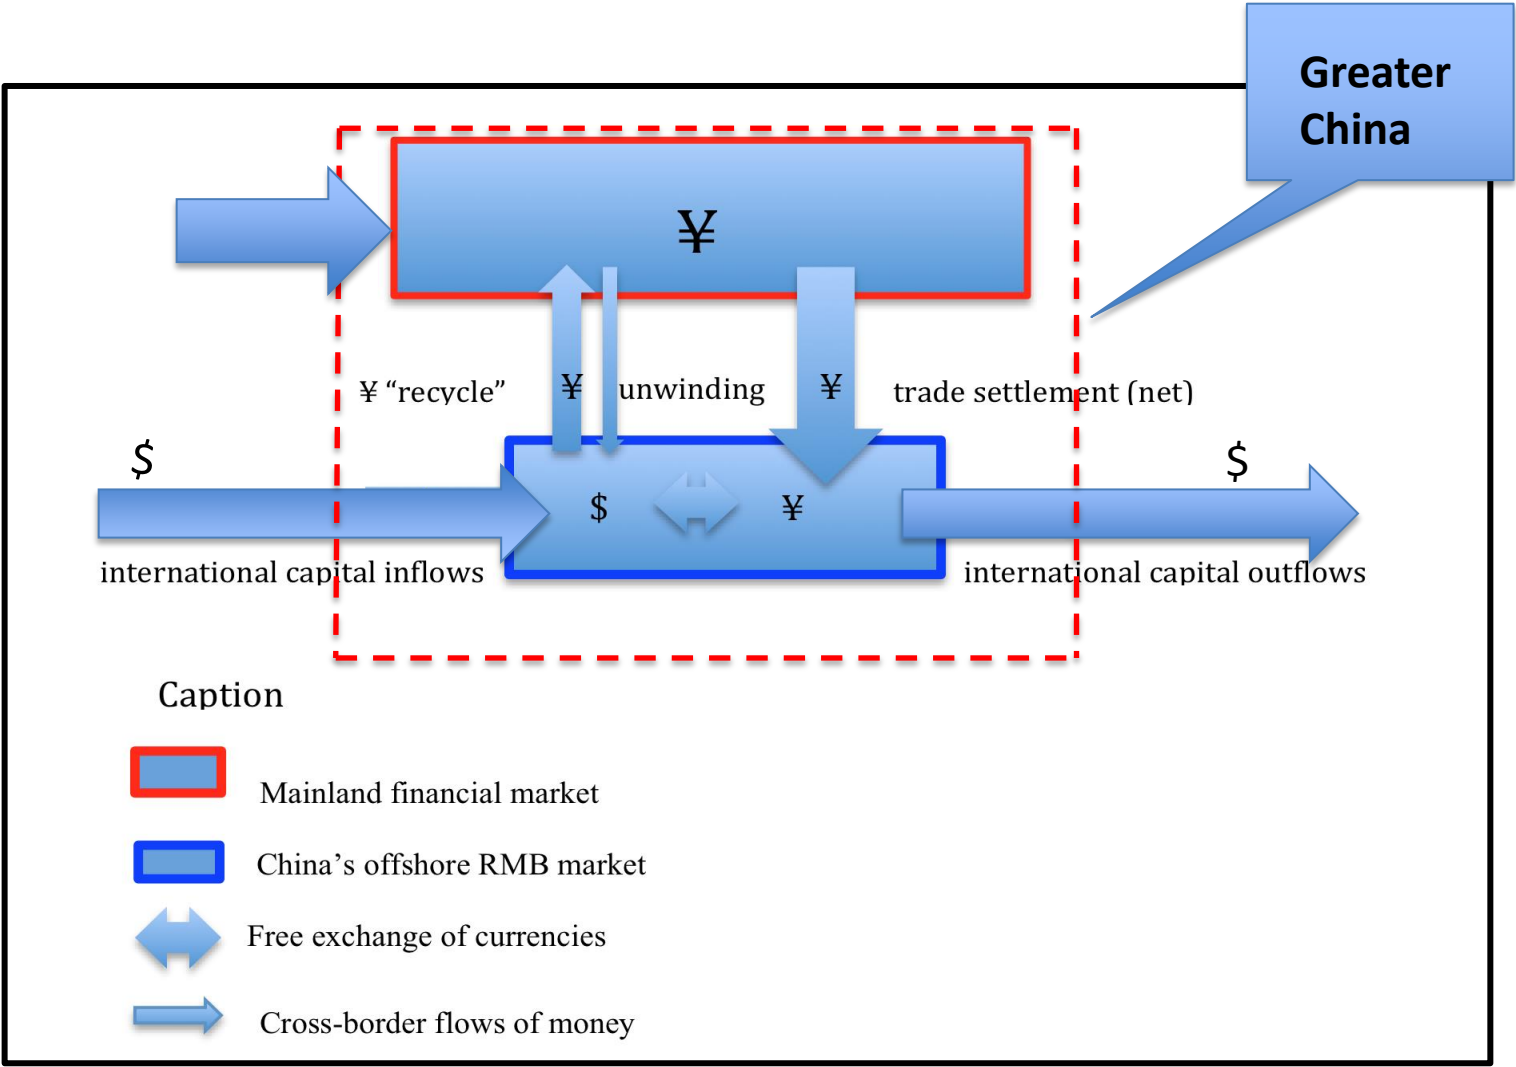 Greater
China
¥
¥ “recycle”
¥
unwinding
¥
trade settlement (net)
$
$
$
¥
international capital inflows
international capital outflows
Caption
Mainland financial market
China’s offshore RMB market
Free exchange of currencies
Cross-border flows of money